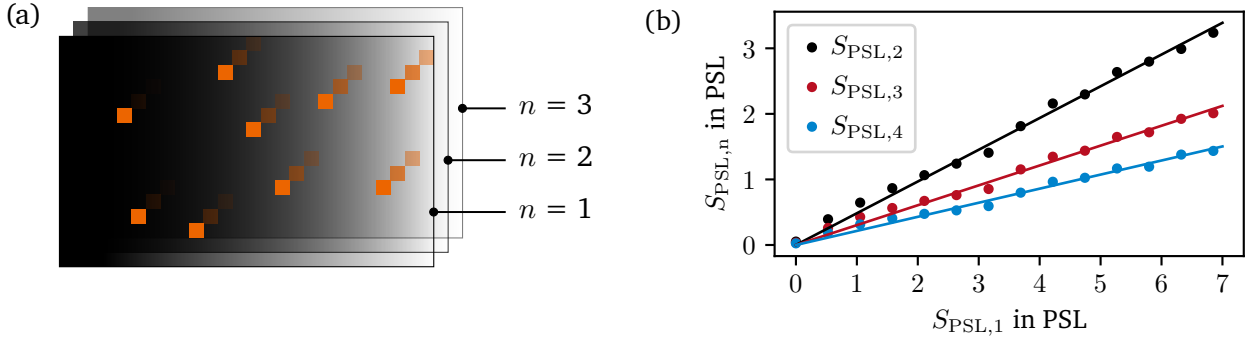 (a)
n = 3
n = 2
n = 1
(b)
S_PSL,n in PSL
3
2
1
0
S_PSL,2
S_PSL,3
S_PSL,4
0 1 2 3 4 5 6 7
S_PSL,1 in PSL